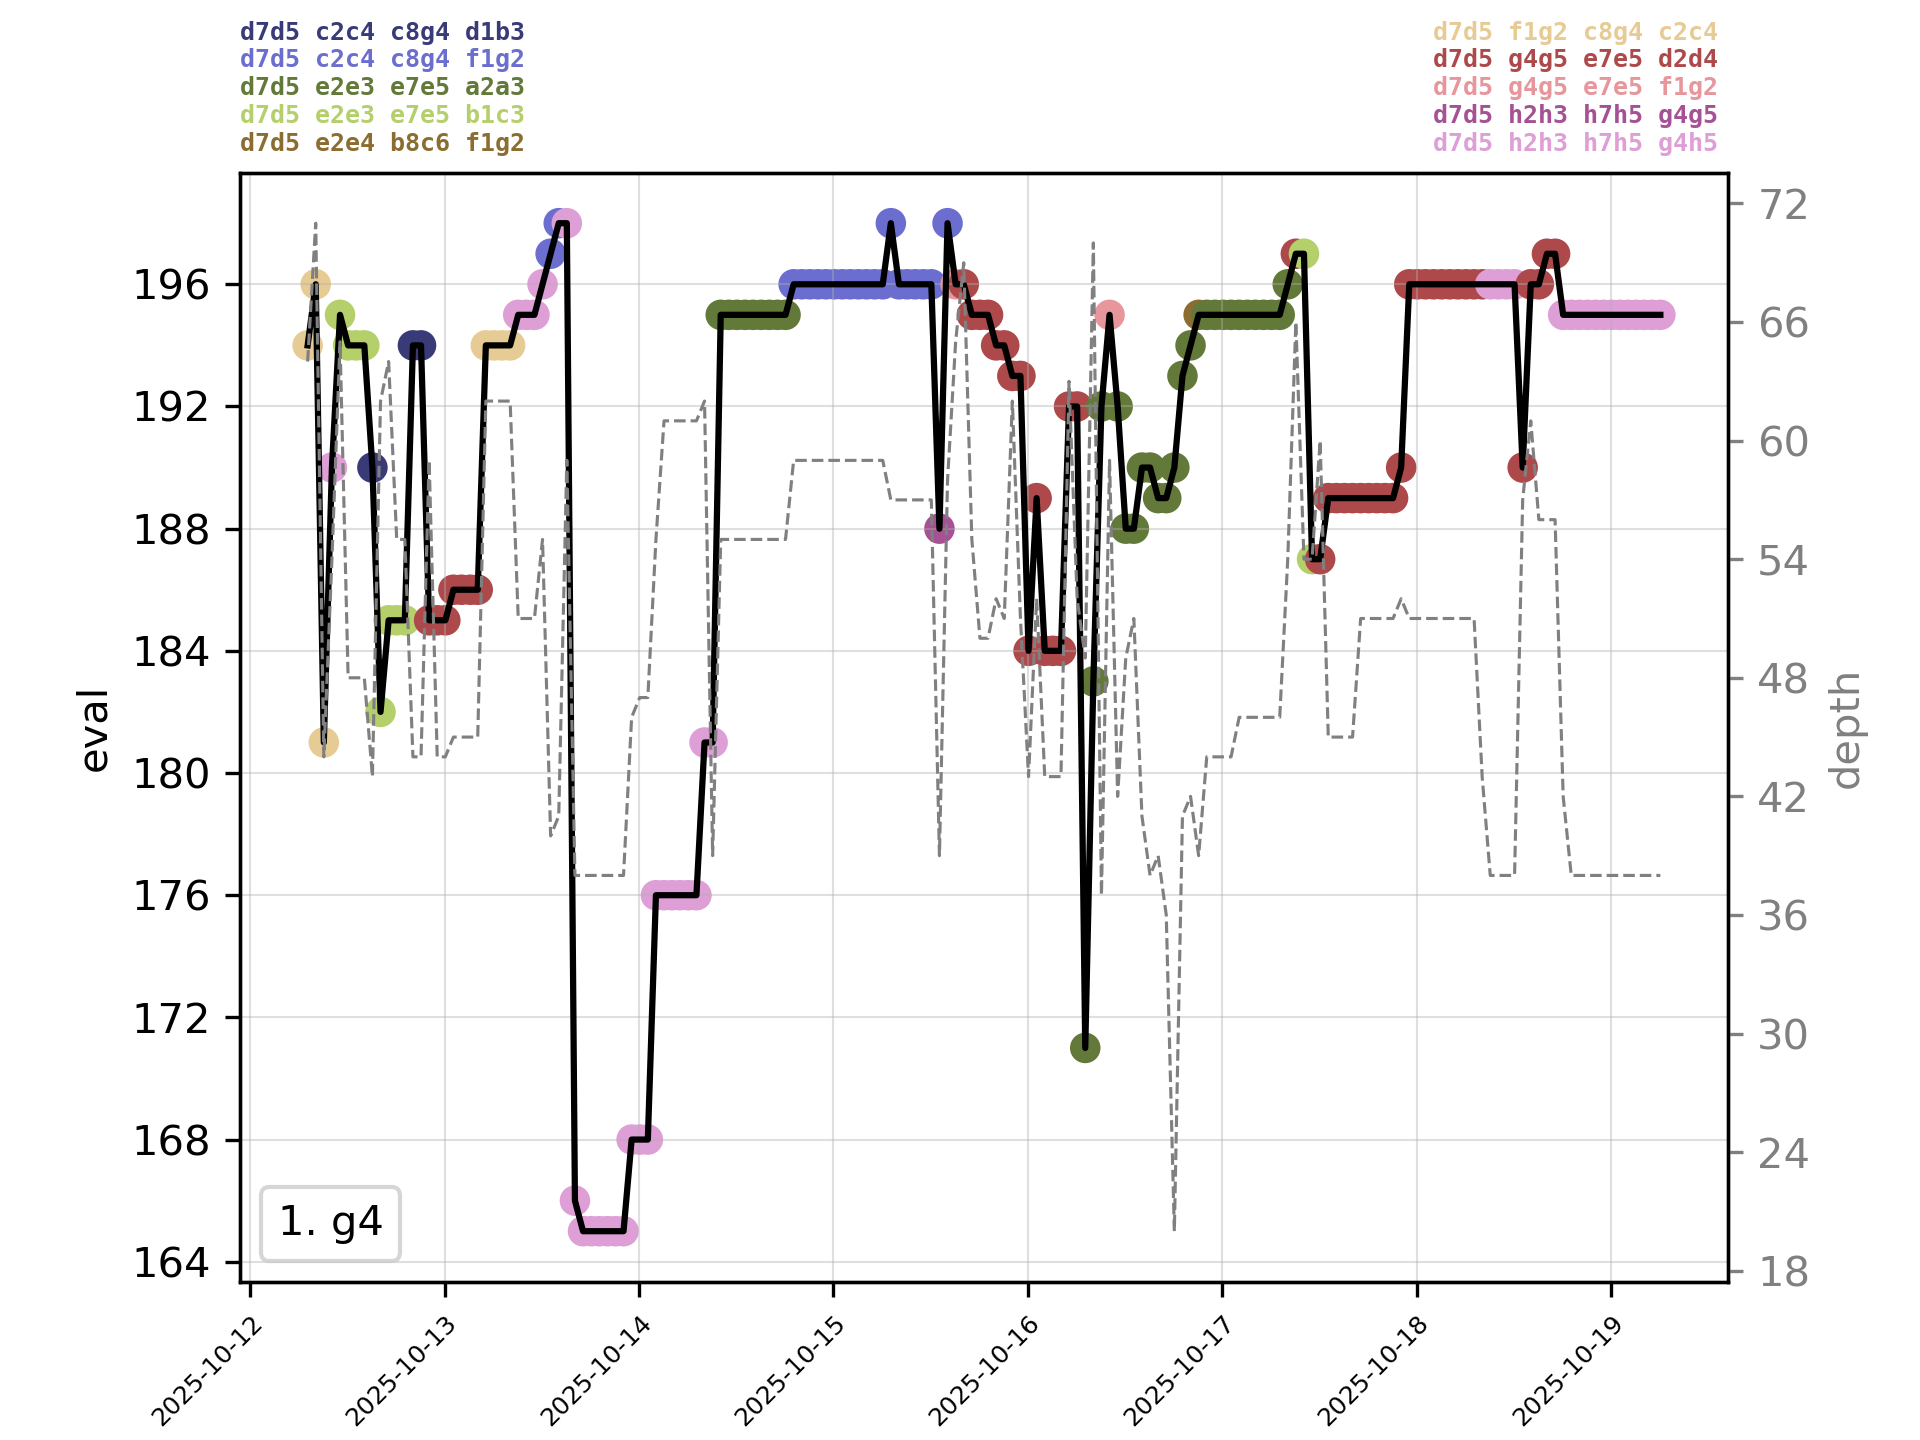 d7d5 c2c4 c8g4 d1b3
d7d5 c2c4 c8g4 f1g2
d7d5 e2e3 e7e5 a2a3
d7d5 e2e3 e7e5 b1c3
d7d5 e2e4 b8c6 f1g2
d7d5 f1g2 c8g4 c2c4
d7d5 g4g5 e7e5 d2d4
d7d5 g4g5 e7e5 f1g2
d7d5 h2h3 h7h5 g4g5
d7d5 h2h3 h7h5 g4h5
196
192
188
184
180
176
172
168
164
eval
72
66
60
54
48
42
36
30
24
18
depth
1. g4
2025-10-12
2025-10-13
2025-10-14
2025-10-15
2025-10-16
2025-10-17
2025-10-18
2025-10-19